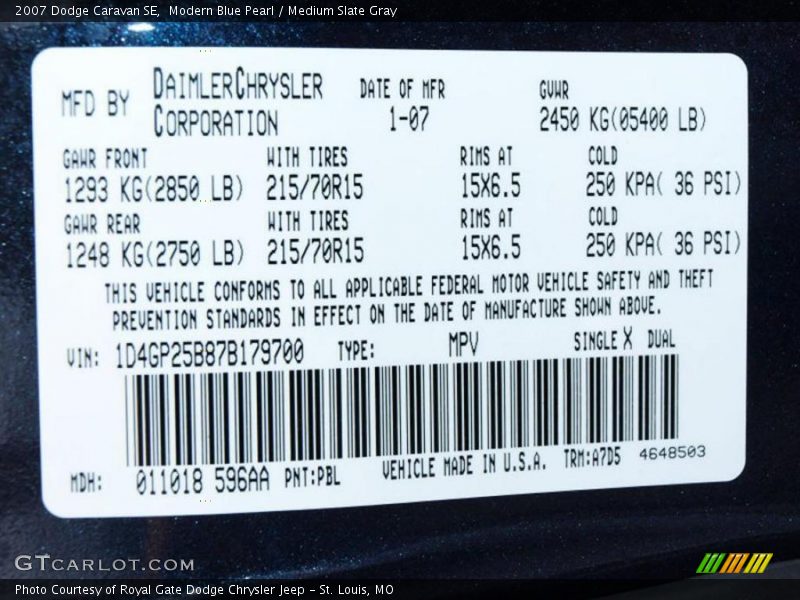 2007 Dodge Caravan SE,  Modern Blue Pearl / Medium Slate Gray
MFD BY DAIMLERCHRYSLER CORPORATION DATE OF MFR 1-07 GVWR 2450 KG(05400 LB)
GAWR FRONT WITH TIRES RIMS AT COLD
1293 KG(2850 LB) 215/70R15 15X6.5 250 KPA( 36 PSI)
GAWR REAR WITH TIRES RIMS AT COLD
1248 KG(2750 LB) 215/70R15 15X6.5 250 KPA( 36 PSI)
THIS VEHICLE CONFORMS TO ALL APPLICABLE FEDERAL MOTOR VEHICLE SAFETY AND THEFT
PREVENTION STANDARDS IN EFFECT ON THE DATE OF MANUFACTURE SHOWN ABOVE.
VIN: 1D4GP25B87B179700 TYPE: MPV SINGLE X DUAL
MDH: 011018 596AA PNT:PBL VEHICLE MADE IN U.S.A. TRM:A7D5 4648503
GTCARLOT.COM
Photo Courtesy of Royal Gate Dodge Chrysler Jeep - St. Louis, MO